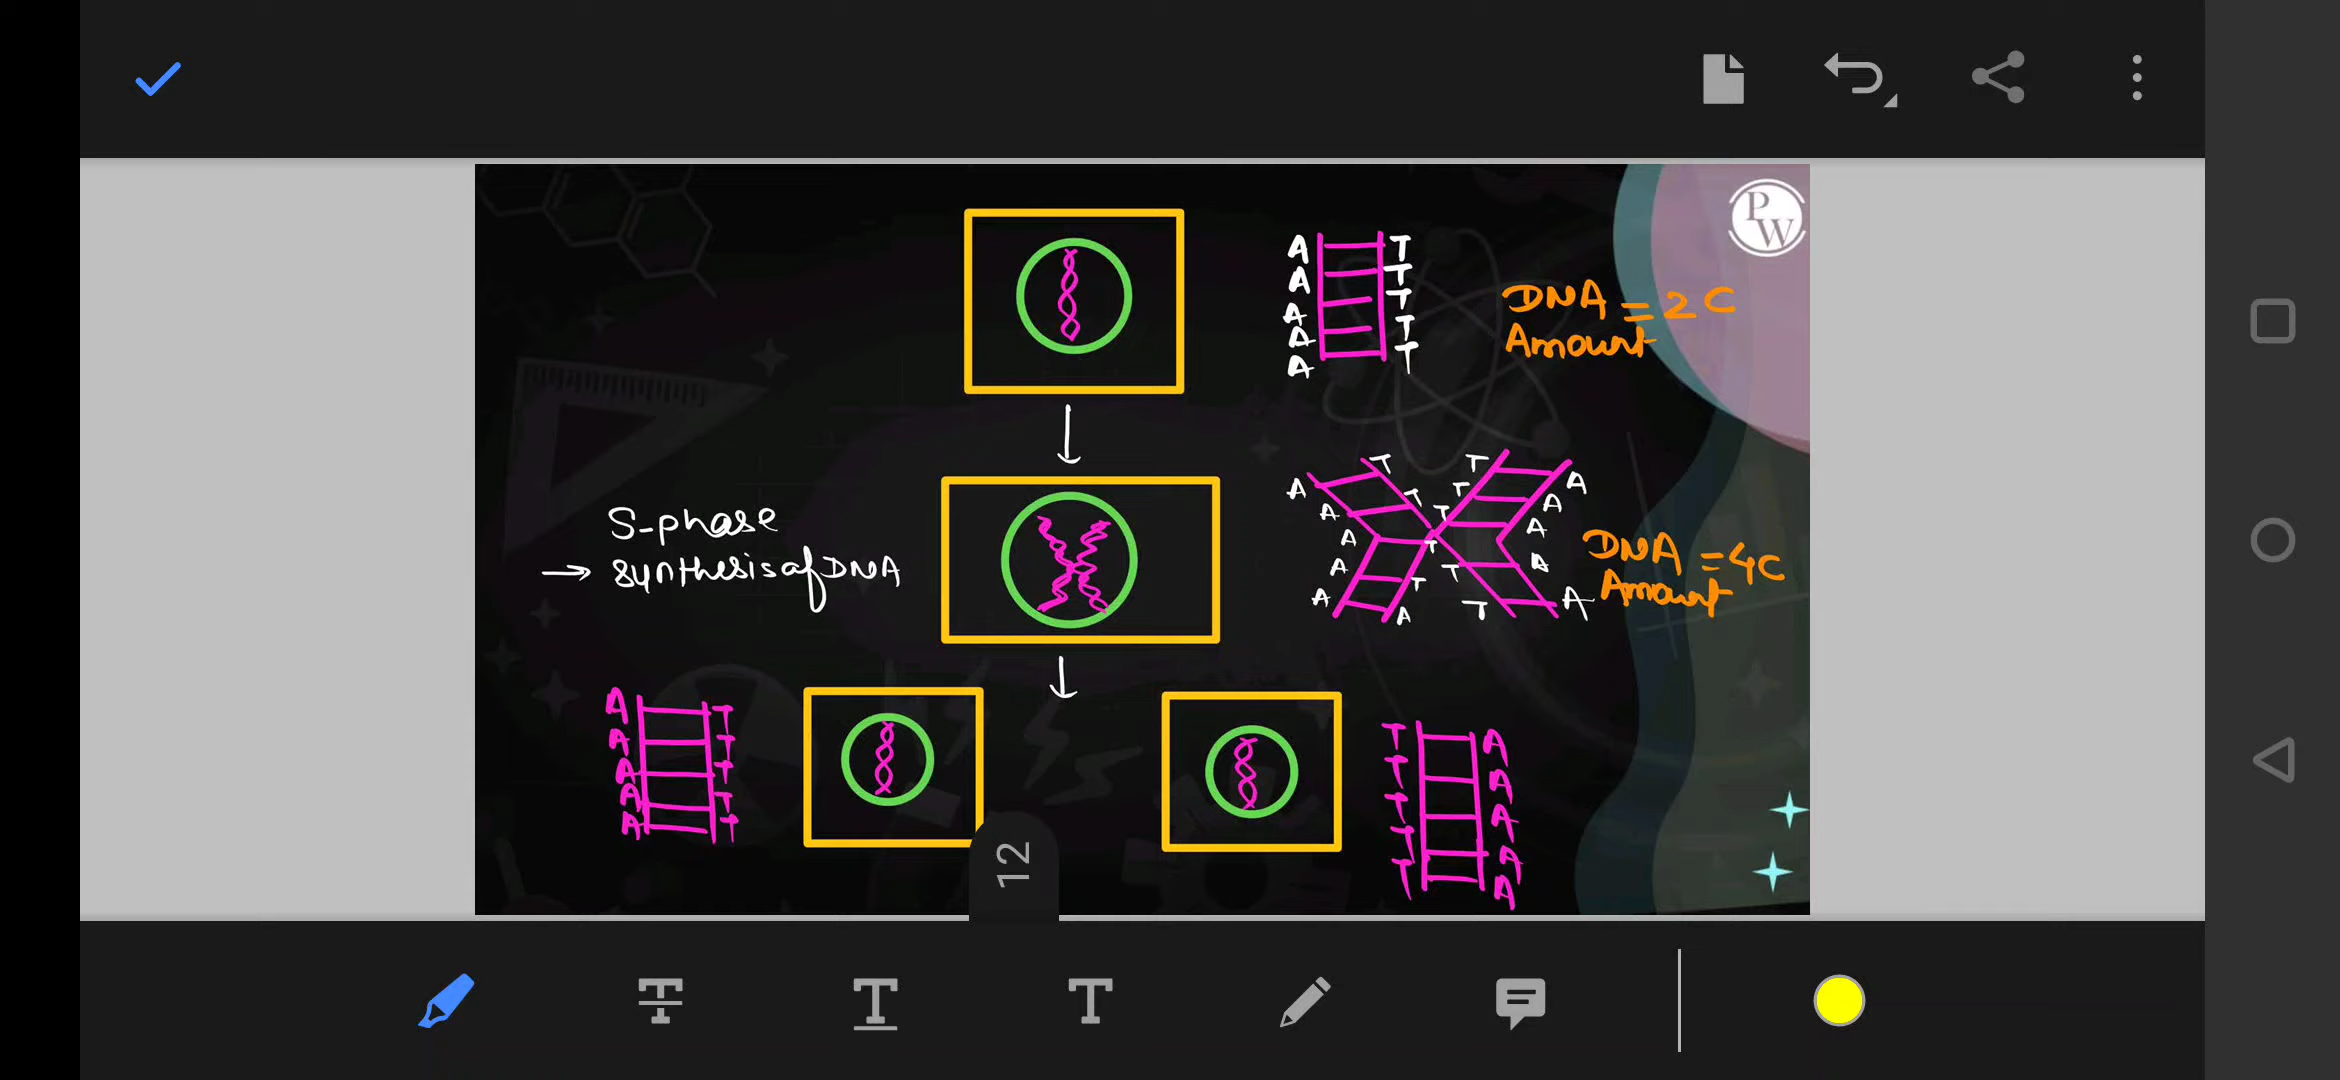 P
W
A T
A T
A T
A T
A T
DNA = 2C
Amount
S-phase
→ synthesis of DNA
A T T A
A T T A
A T T A
A T T A
A A T A
DNA = 4C
Amount
A T
A T
A T
A T
A T
T A
T A
T A
T A
T A
12
T T T